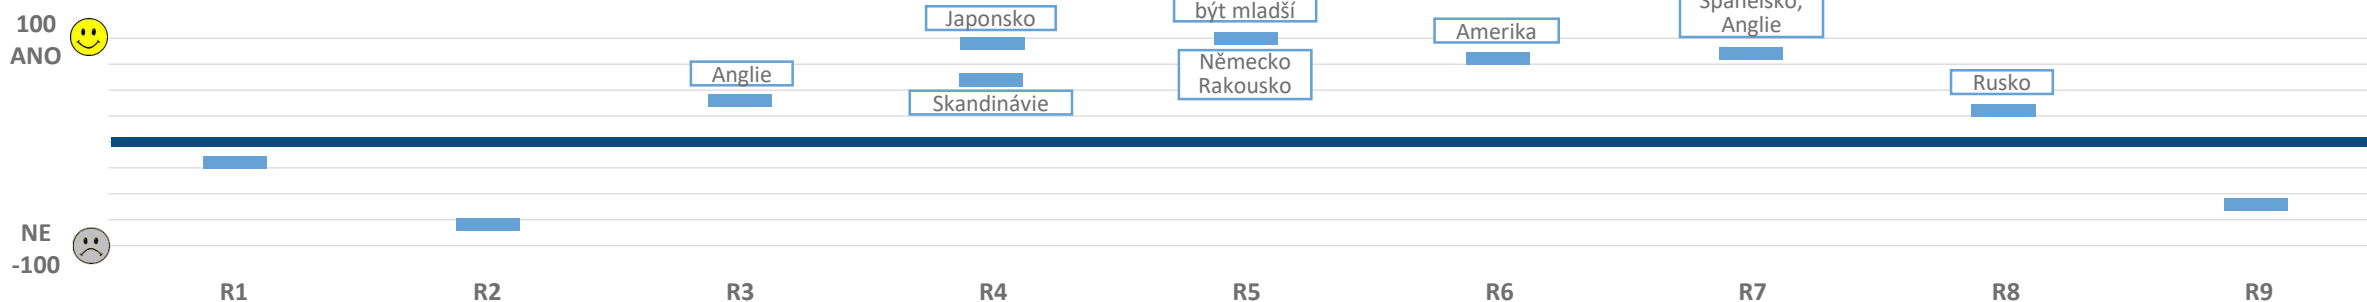 100
ANO
Japonsko
být mladší
Španělsko,
Anglie
Amerika
Anglie
Německo
Rakousko
Rusko
Skandinávie
NE
-100
R1
R2
R3
R4
R5
R6
R7
R8
R9